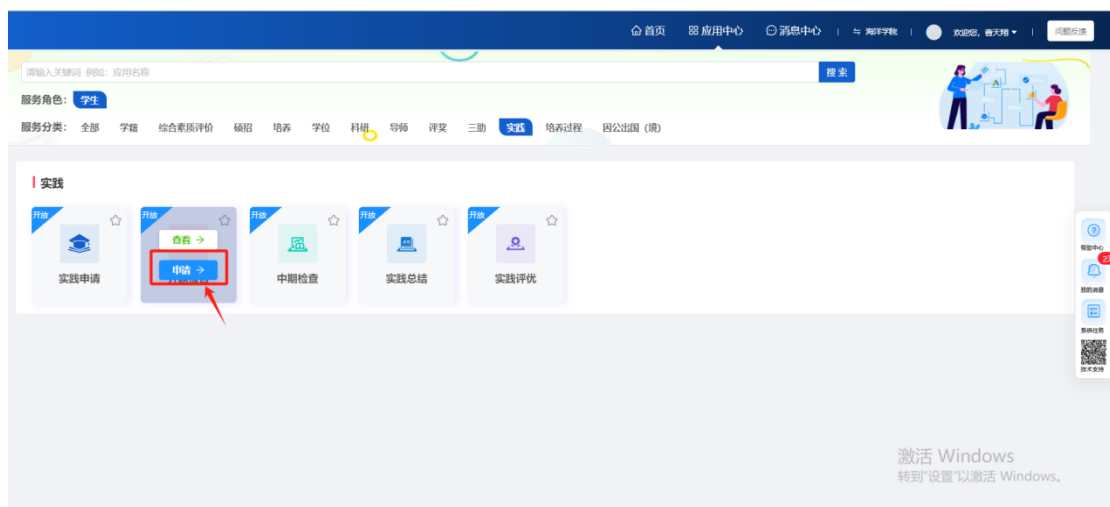 首页 应用中心 消息中心 海洋学院 欢迎您, 曹天翔 问题反馈
请输入关键词 例如: 应用名称 搜索
服务角色: 学生
服务分类: 全部 学籍 综合素质评价 硕招 培养 学位 科研 导师 评奖 三助 实践 培养过程 因公出国 (境)
实践
开放 开放 开放 开放 开放
查看 →
申请 →
实践申请 中期检查 实践总结 实践评优
帮助中心
23
我的消息
系统任务
技术支持
激活 Windows
转到"设置"以激活 Windows。